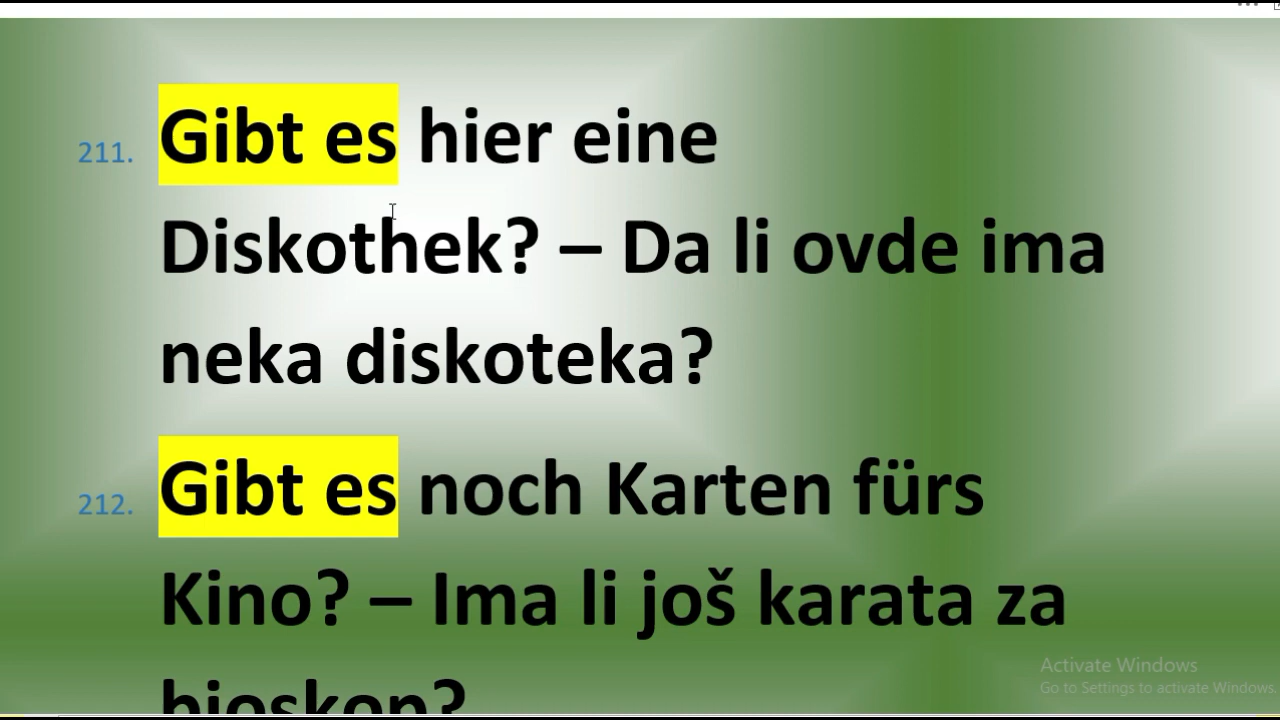 211. Gibt es hier eine
Diskothek? – Da li ovde ima
neka diskoteka?
212. Gibt es noch Karten fürs
Kino? – Ima li još karata za
bioskop?
Activate Windows
Go to Settings to activate Windows.